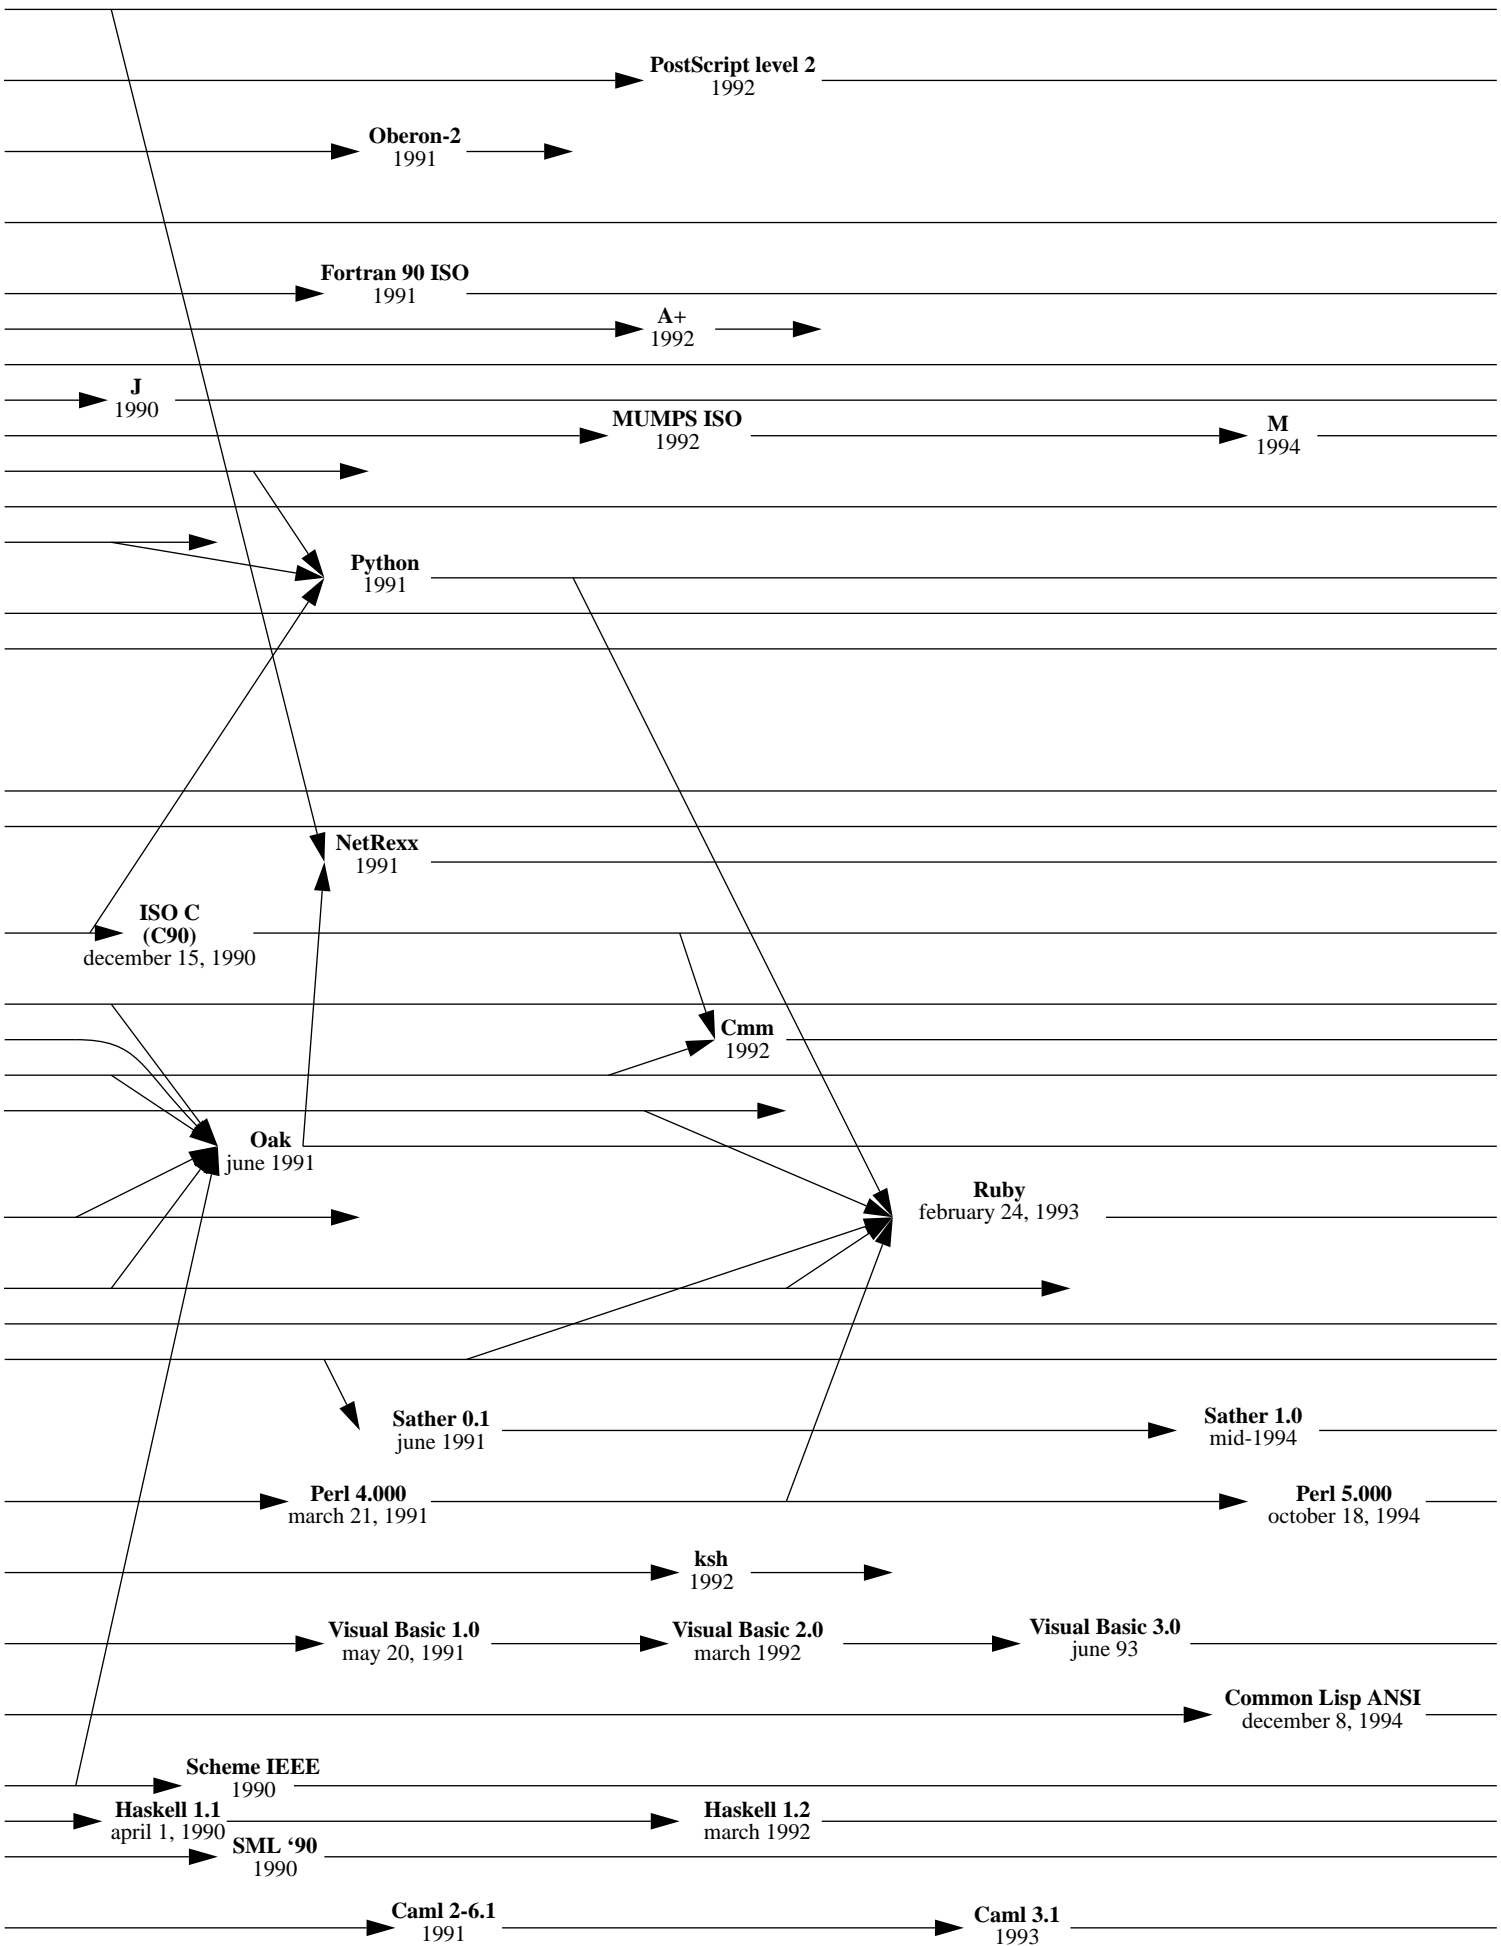 PostScript level 2
1992
Oberon-2
1991
Fortran 90 ISO
1991
A+
1992
J
1990
MUMPS ISO
1992
M
1994
Python
1991
NetRexx
1991
ISO C
(C90)
december 15, 1990
Cmm
1992
Oak
june 1991
Ruby
february 24, 1993
Sather 0.1
june 1991
Sather 1.0
mid-1994
Perl 4.000
march 21, 1991
Perl 5.000
october 18, 1994
ksh
1992
Visual Basic 1.0
may 20, 1991
Visual Basic 2.0
march 1992
Visual Basic 3.0
june 93
Common Lisp ANSI
december 8, 1994
Scheme IEEE
1990
Haskell 1.1
april 1, 1990
Haskell 1.2
march 1992
SML ‘90
1990
Caml 2-6.1
1991
Caml 3.1
1993